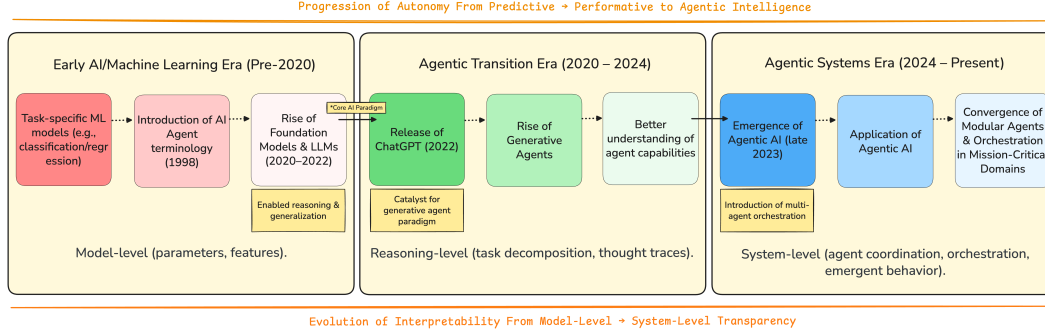 Progression of Autonomy From Predictive → Performative to Agentic Intelligence
Early AI/Machine Learning Era (Pre-2020)
Task-specific ML
models (e.g.,
classification/regr
ession)
Introduction of AI
Agent
terminology
(1998)
Rise of
Foundation
Models & LLMs
(2020–2022)
*Core AI Paradigm
Enabled reasoning &
generalization
Model-level (parameters, features).
Agentic Transition Era (2020 – 2024)
Release of
ChatGPT (2022)
Rise of
Generative
Agents
Better
understanding of
agent capabilities
Catalyst for
generative agent
paradigm
Reasoning-level (task decomposition, thought traces).
Agentic Systems Era (2024 – Present)
Emergence of
Agentic AI (late
2023)
Application of
Agentic AI
Convergence of
Modular Agents
& Orchestration
in Mission-Critica
Domains
Introduction of multi-
agent orchestration
System-level (agent coordination, orchestration,
emergent behavior).
Evolution of Interpretability From Model-Level → System-Level Transparency